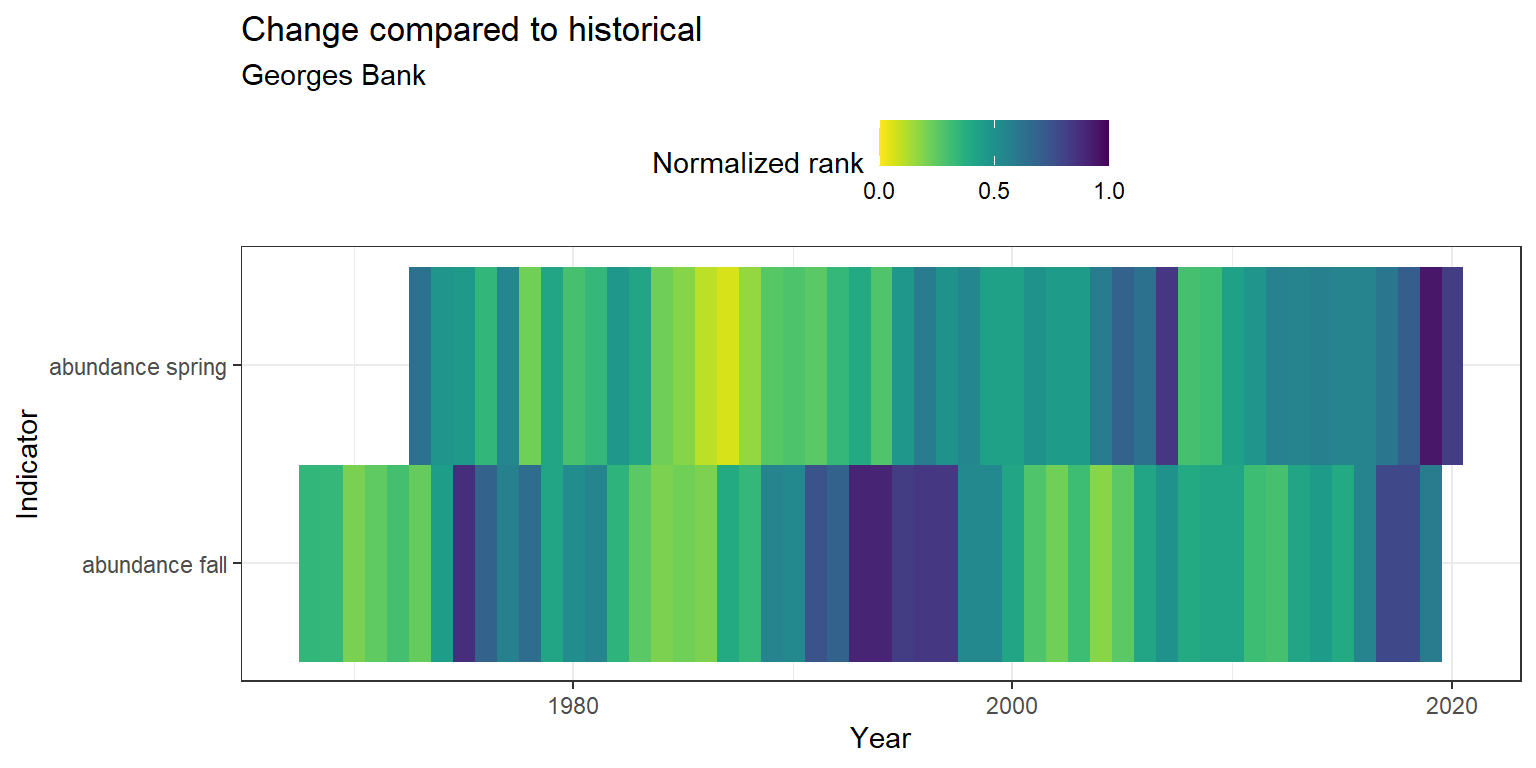 Change compared to historical
Georges Bank
Normalized rank
0.0 0.5 1.0
abundance spring
abundance fall
Indicator
1980 2000 2020
Year